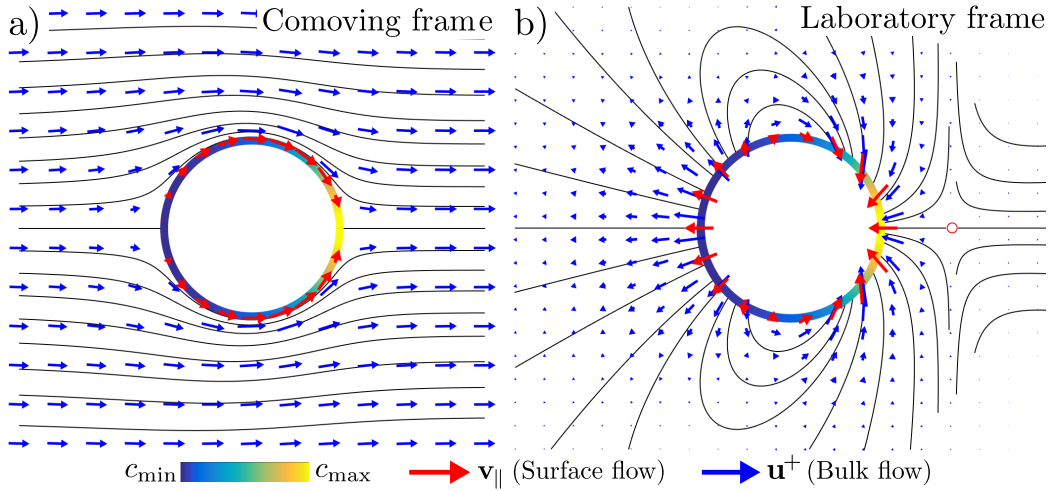 a) Comoving frame
b) Laboratory frame
c_min c_max v_∥ (Surface flow) u^+ (Bulk flow)